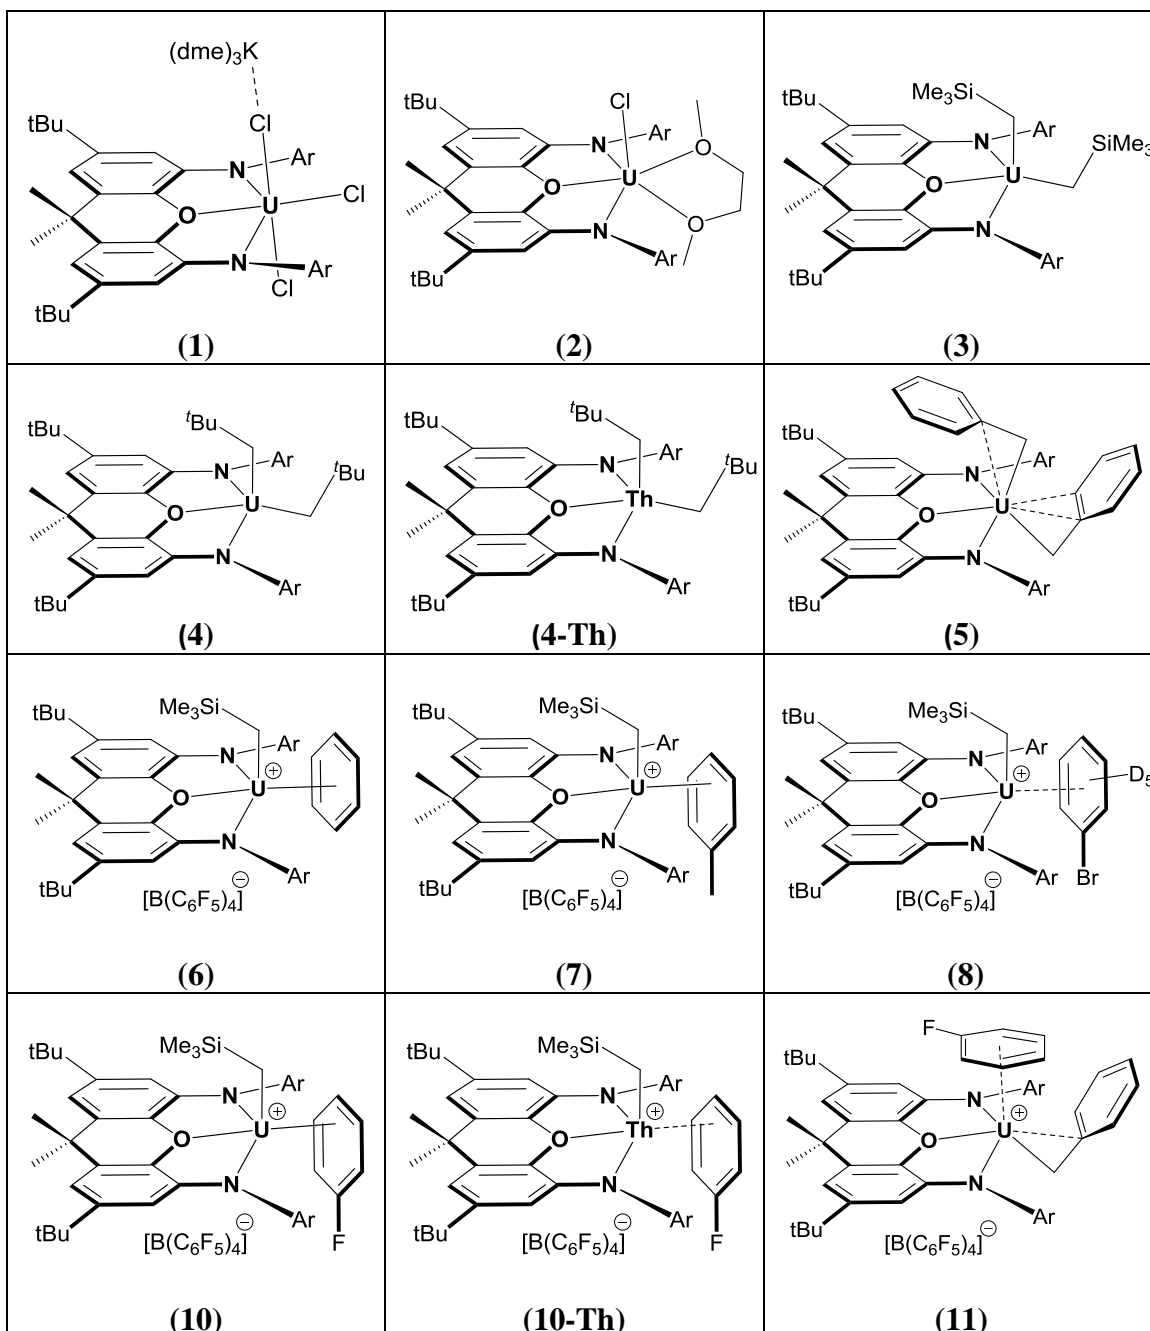 (dme)₃K
Cl
tBu
N
Ar
O
U
Cl
N
Ar
Cl
tBu
(1)
Cl
tBu
N
Ar
O
O
U
O
N
Ar
tBu
(2)
Me₃Si
tBu
N
Ar
SiMe₃
O
U
N
Ar
tBu
(3)
ᵗBu
tBu
N
Ar
ᵗBu
O
U
N
Ar
tBu
(4)
ᵗBu
tBu
N
Ar
ᵗBu
O
Th
N
Ar
tBu
(4-Th)
tBu
N
Ar
O
U
N
Ar
tBu
(5)
Me₃Si
tBu
N
Ar
⊕
O
U
N
Ar
tBu
[B(C₆F₅)₄]⊖
(6)
Me₃Si
tBu
N
Ar
⊕
O
U
N
Ar
tBu
[B(C₆F₅)₄]⊖
(7)
Me₃Si
tBu
N
Ar
⊕
D₅
O
U
N
Ar
Br
tBu
[B(C₆F₅)₄]⊖
(8)
Me₃Si
tBu
N
Ar
⊕
O
U
N
Ar
tBu
[B(C₆F₅)₄]⊖
F
(10)
Me₃Si
tBu
N
Ar
⊕
O
Th
N
Ar
tBu
[B(C₆F₅)₄]⊖
F
(10-Th)
F
tBu
N
Ar
⊕
O
U
N
Ar
tBu
[B(C₆F₅)₄]⊖
(11)